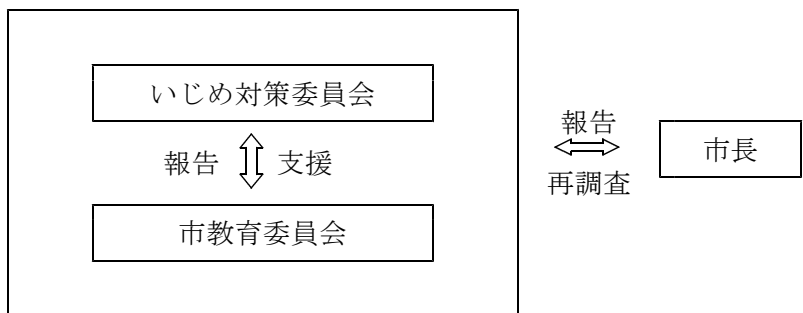 いじめ対策委員会
報告 支援
市教育委員会
報告
再調査
市長